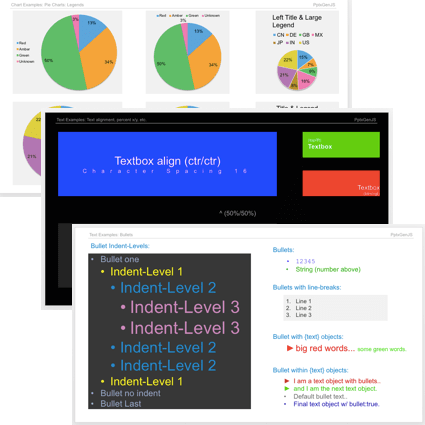 Chart Examples: Pie Charts: Legends
PptxGenJS
Red
Amber
Green
Unknown
2%
13%
34%
50%
Red Amber Green Unknown
2%
13%
34%
50%
Left Title & Large
Legend
CN DE GB MX
JP IN US
22%
15%
7%
9%
16%
8%
21%
22
21%
Title &
Legend
Text Examples: Text alignment, percent x/y, etc.
PptxGenJS
Textbox align (ctr/ctr)
Character Spacing 16
Textbox
Textbox
^ (50%/50%)
Text Examples: Bullets
PptxGenJS
Bullet Indent-Levels:
• Bullet one
• Indent-Level 1
• Indent-Level 2
• Indent-Level 3
• Indent-Level 3
• Indent-Level 2
• Indent-Level 2
• Indent-Level 1
• Bullet no indent
• Bullet Last
Bullets:
• 12345
• String (number above)
Bullets with line-breaks:
1. Line 1
2. Line 2
3. Line 3
Bullet with {text} objects:
▶ big red words... some green words.
Bullet within {text} objects:
▶ I am a text object with bullets..
▶ and I am the next text object.
• Default bullet text..
• Final text object w/ bullet:true.